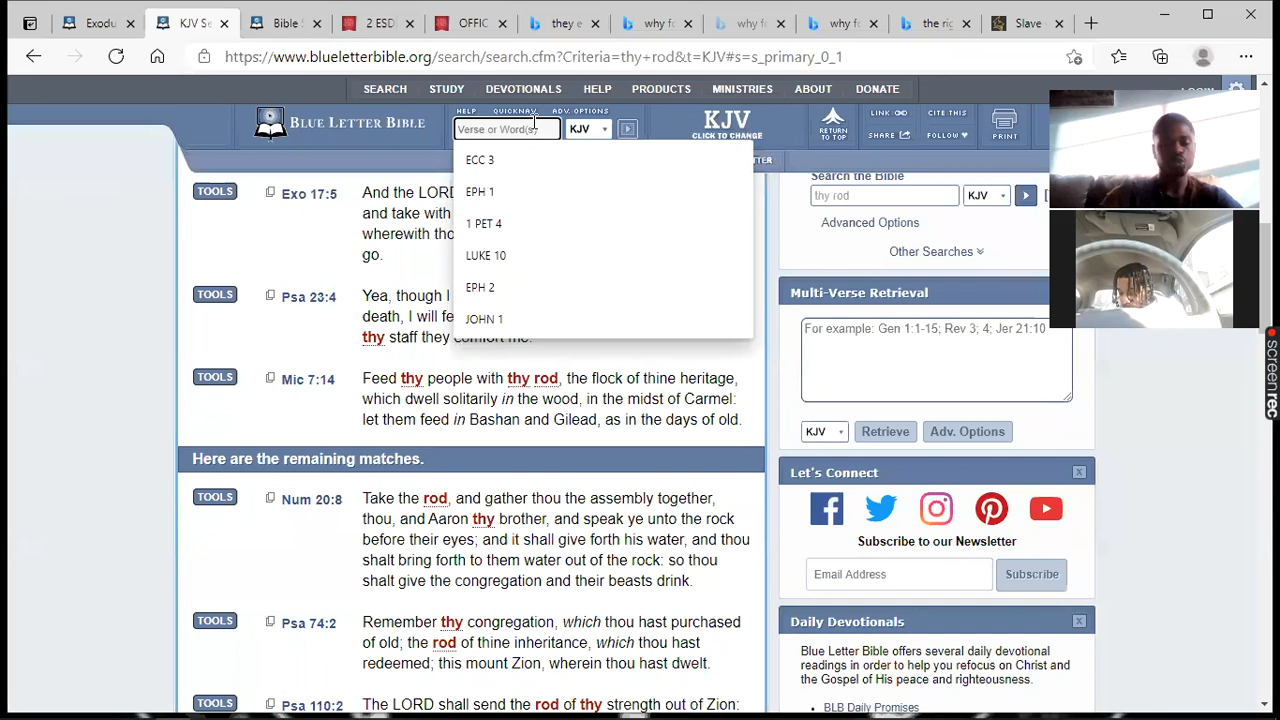 Exodu
KJV Se
Bible S
2 ESD
OFFIC
they e
why fo
why fo
why fo
the rig
Slave
https://www.blueletterbible.org/search/search.cfm?Criteria=thy+rod&t=KJV#s=s_primary_0_1
SEARCH STUDY DEVOTIONALS HELP PRODUCTS MINISTRIES ABOUT DONATE
BLUE LETTER BIBLE
HELP QUICKNAV ADV. OPTIONS
Verse or Word(s)
KJV
KJV
CLICK TO CHANGE
RETURN
TO TOP
LINK
SHARE
CITE THIS
FOLLOW
PRINT
ECC 3
EPH 1
1 PET 4
LUKE 10
EPH 2
JOHN 1
TTER
TOOLS
Exo 17:5
And the LORD
and take with
wherewith tho
go.
TOOLS
Psa 23:4
Yea, though I
death, I will fe
thy staff they comfort me.
TOOLS
Mic 7:14
Feed thy people with thy rod, the flock of thine heritage,
which dwell solitarily in the wood, in the midst of Carmel:
let them feed in Bashan and Gilead, as in the days of old.
Here are the remaining matches.
TOOLS
Num 20:8
Take the rod, and gather thou the assembly together,
thou, and Aaron thy brother, and speak ye unto the rock
before their eyes; and it shall give forth his water, and thou
shalt bring forth to them water out of the rock: so thou
shalt give the congregation and their beasts drink.
TOOLS
Psa 74:2
Remember thy congregation, which thou hast purchased
of old; the rod of thine inheritance, which thou hast
redeemed; this mount Zion, wherein thou hast dwelt.
TOOLS
Psa 110:2
The LORD shall send the rod of thy strength out of Zion:
Search the Bible
thy rod
KJV
Advanced Options
Other Searches
Multi-Verse Retrieval
For example: Gen 1:1-15; Rev 3; 4; Jer 21:10
KJV
Retrieve
Adv. Options
Let's Connect
Subscribe to our Newsletter
Email Address
Subscribe
Daily Devotionals
Blue Letter Bible offers several daily devotional
readings in order to help you refocus on Christ and
the Gospel of His peace and righteousness.
BLB Daily Promises
screenrec